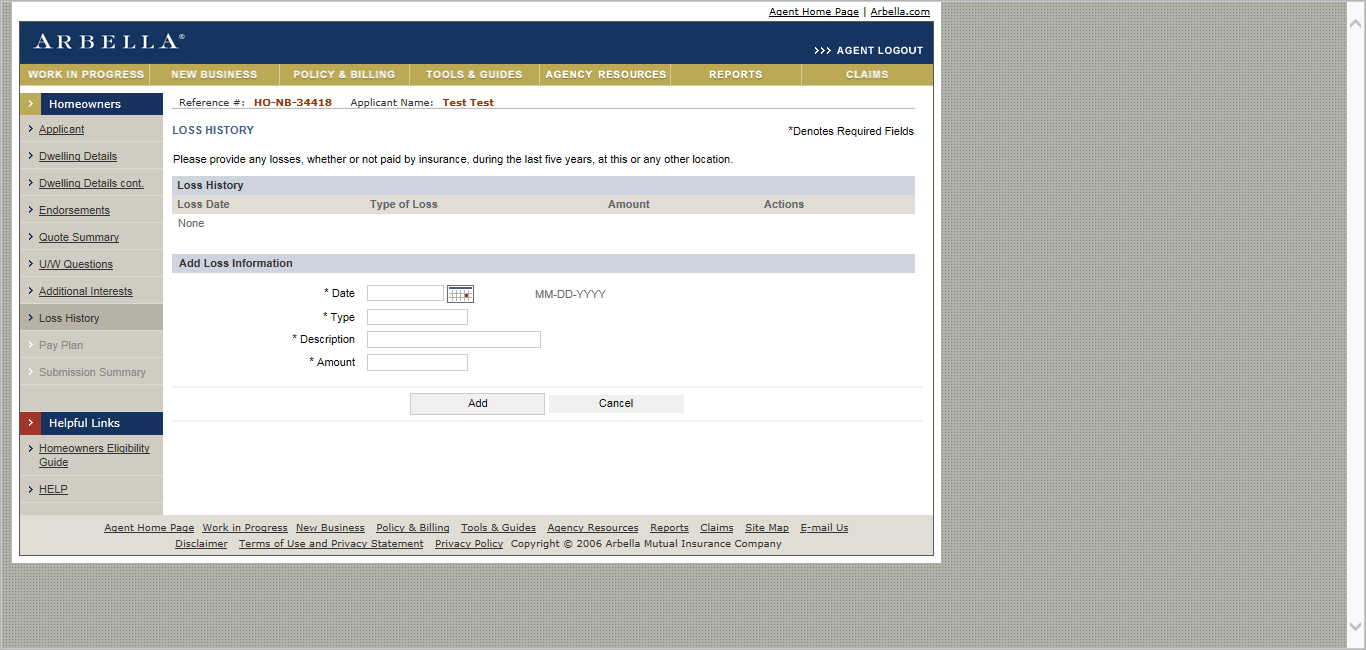 Agent Home Page | Arbella.com
ARBELLA®
>>> AGENT LOGOUT
WORK IN PROGRESS NEW BUSINESS POLICY & BILLING TOOLS & GUIDES AGENCY RESOURCES REPORTS CLAIMS
Homeowners
Applicant
Dwelling Details
Dwelling Details cont.
Endorsements
Quote Summary
U/W Questions
Additional Interests
Loss History
Pay Plan
Submission Summary
Helpful Links
Homeowners Eligibility
Guide
HELP
Reference #: HO-NB-34418 Applicant Name: Test Test
LOSS HISTORY
*Denotes Required Fields
Please provide any losses, whether or not paid by insurance, during the last five years, at this or any other location.
Loss History
Loss Date Type of Loss Amount Actions
None
Add Loss Information
* Date MM-DD-YYYY
* Type
* Description
* Amount
Add Cancel
Agent Home Page Work in Progress New Business Policy & Billing Tools & Guides Agency Resources Reports Claims Site Map E-mail Us
Disclaimer Terms of Use and Privacy Statement Privacy Policy Copyright © 2006 Arbella Mutual Insurance Company